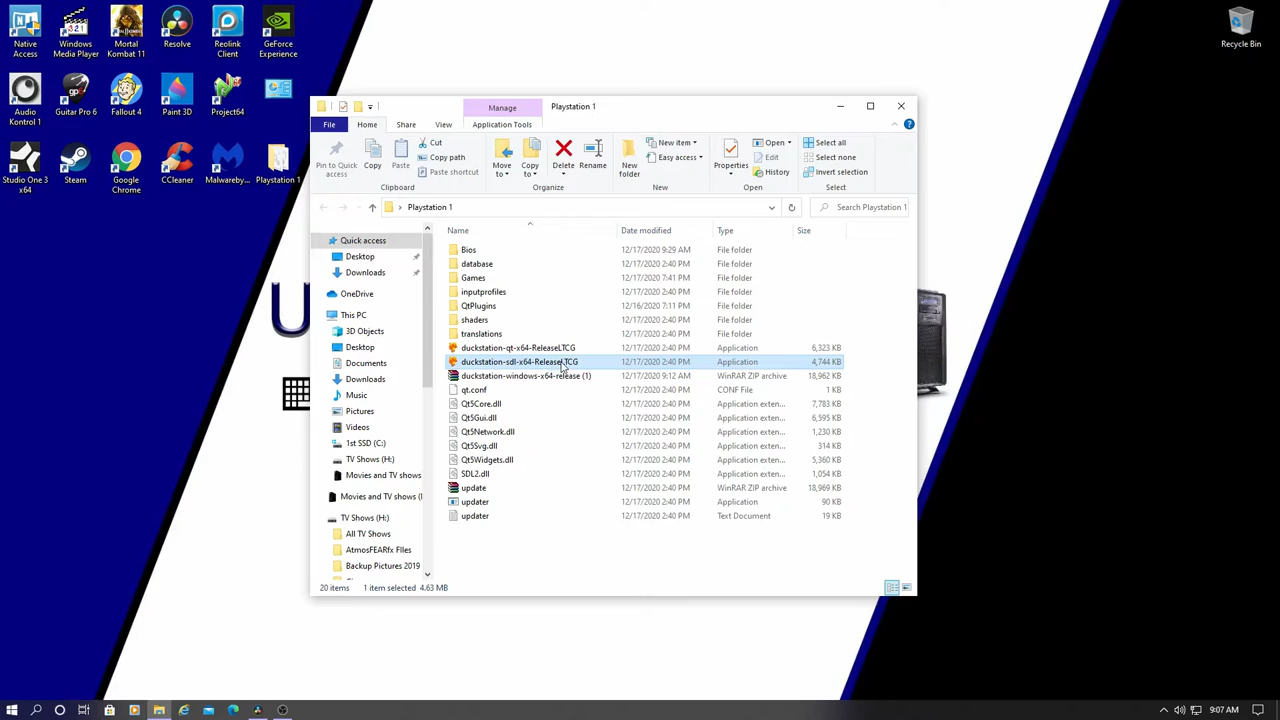 Native
Access
Windows
Media Player
Mortal
Kombat 11
Resolve
Reolink
Client
GeForce
Experience
Audio
Kontrol 1
Guitar Pro 6
Fallout 4
Paint 3D
Project64
Studio One 3
x64
Steam
Google
Chrome
CCleaner
Malwareby...
Playstation 1
Recycle Bin
Manage
Playstation 1
File
Home
Share
View
Application Tools
Pin to Quick
access
Copy
Paste
Cut
Copy path
Paste shortcut
Clipboard
Move
to
Copy
to
Delete
Rename
Organize
New
folder
New item
Easy access
New
Properties
Open
Edit
History
Open
Select all
Select none
Invert selection
Select
Playstation 1
Search Playstation 1
Name
Date modified
Type
Size
Quick access
Desktop
Downloads
OneDrive
This PC
3D Objects
Desktop
Documents
Downloads
Music
Pictures
Videos
1st SSD (C:)
TV Shows (H:)
Movies and TV shows
Movies and TV shows (
TV Shows (H:)
All TV Shows
AtmosFEARfx FIles
Backup Pictures 2019
Bios 12/17/2020 9:29 AM File folder
database 12/17/2020 2:40 PM File folder
Games 12/17/2020 7:41 PM File folder
inputprofiles 12/17/2020 2:40 PM File folder
QtPlugins 12/16/2020 7:11 PM File folder
shaders 12/17/2020 2:40 PM File folder
translations 12/17/2020 2:40 PM File folder
duckstation-qt-x64-ReleaseLTCG 12/17/2020 2:40 PM Application 6,323 KB
duckstation-sdl-x64-ReleaseLTCG 12/17/2020 2:40 PM Application 4,744 KB
duckstation-windows-x64-release (1) 12/17/2020 9:12 AM WinRAR ZIP archive 18,962 KB
qt.conf 12/17/2020 2:40 PM CONF File 1 KB
Qt5Core.dll 12/17/2020 2:40 PM Application exten... 7,783 KB
Qt5Gui.dll 12/17/2020 2:40 PM Application exten... 6,595 KB
Qt5Network.dll 12/17/2020 2:40 PM Application exten... 1,230 KB
Qt5Svg.dll 12/17/2020 2:40 PM Application exten... 314 KB
Qt5Widgets.dll 12/17/2020 2:40 PM Application exten... 5,360 KB
SDL2.dll 12/17/2020 2:40 PM Application exten... 1,054 KB
update 12/17/2020 2:40 PM WinRAR ZIP archive 18,969 KB
updater 12/17/2020 2:40 PM Application 90 KB
updater 12/17/2020 2:40 PM Text Document 19 KB
20 items
1 item selected 4.63 MB
9:07 AM